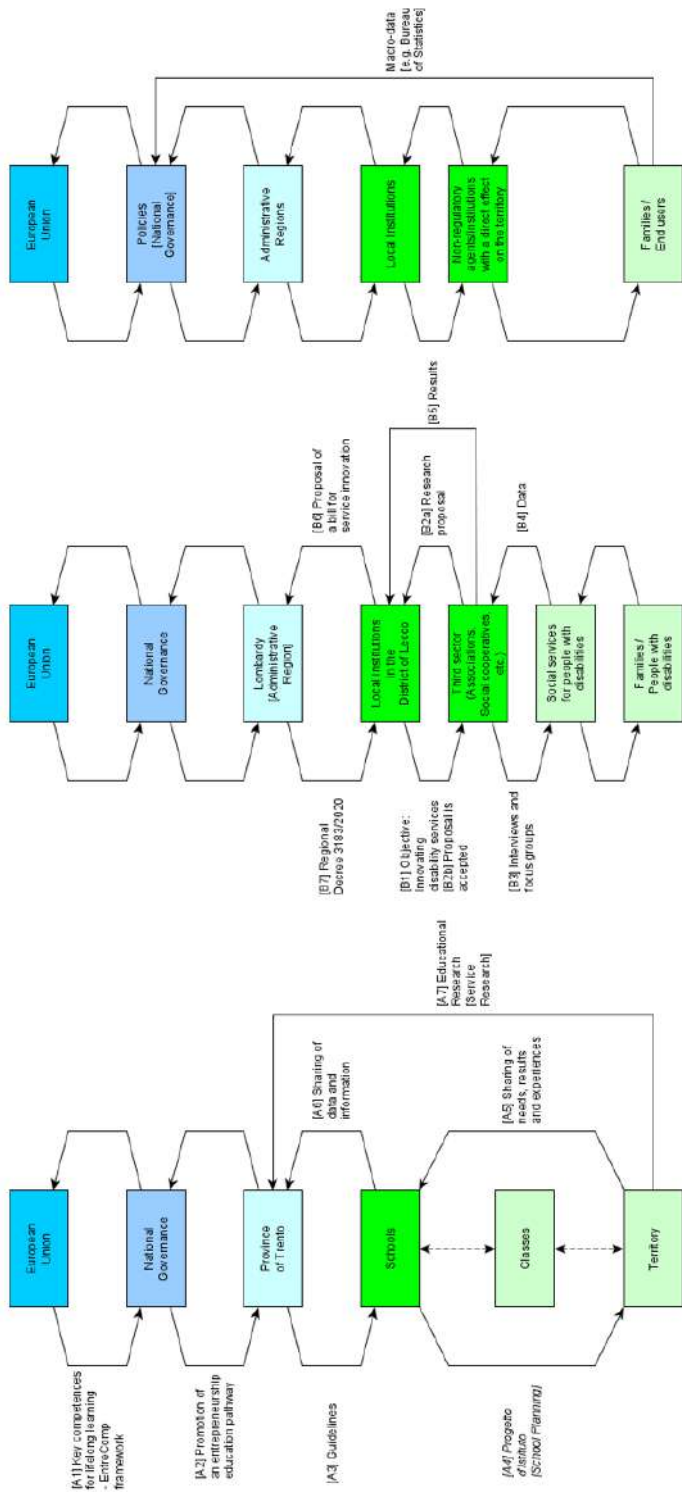 [A1] Key competences
for lifelong learning
- EntreComp
framework
[A2] Promotion of
an entrepreneurship
education pathway
[A3] Guidelines
[A4] Progetto
d'Istituto
[School Planning]
European
Union
National
Governance
Province
of Trento
Schools
Classes
Territory
[A6] Sharing of
data and
information
[A5] Sharing of
needs, results
and experiences
[A7] Educational
Research
[Service
Research]
[B7] Regional
Decree 3183/2020
[B1] Objective:
Innovating
disability services
[B2b] Proposal is
accepted
[B3] Interviews and
focus groups
European
Union
National
Governance
Lombardy
[Administrative
Region]
Local institutions
in the
District of Lecco
Third sector
(Associations,
Social cooperatives,
etc.)
Social services
for people with
disabilities
Families /
People with
disabilities
[B6] Proposal of
a bill for
service innovation
[B2a] Research
proposal
[B4] Data
[B5] Results
European
Union
Policies
[National
Governance]
Administrative
Regions
Local Institutions
Non-regulatory
agents/institutions
with a direct effect
on the territory
Families /
End users
Macro-data
[e.g. Bureau
of Statistics]